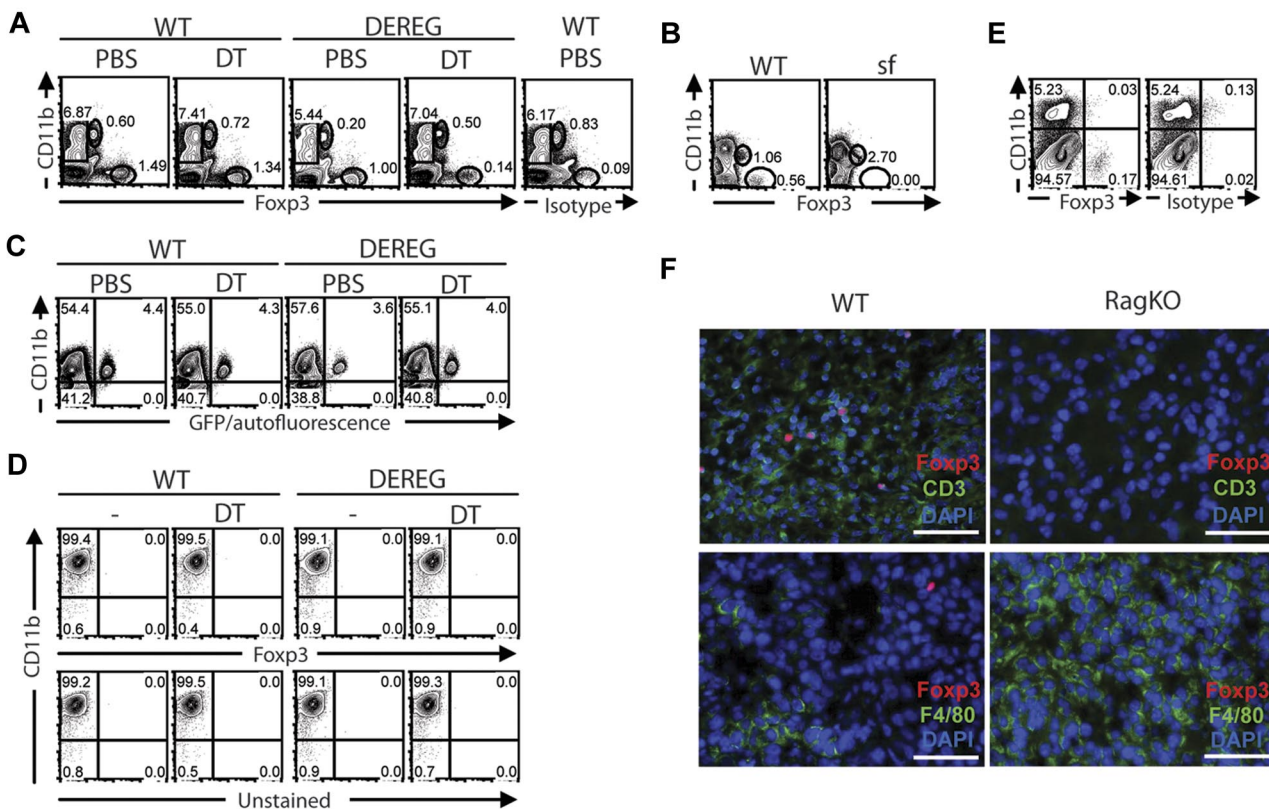 A
WT DEREG WT
PBS DT PBS DT PBS
CD11b
6.87 0.60 1.49
7.41 0.72 1.34
5.44 0.20 1.00
7.04 0.50 0.14
6.17 0.83 0.09
Foxp3 Isotype
B
WT sf
CD11b
1.06 0.56
2.70 0.00
Foxp3
E
CD11b
5.23 0.03
94.57 0.17
5.24 0.13
94.61 0.02
Foxp3 Isotype
C
WT DEREG
PBS DT PBS DT
CD11b
54.4 4.4 55.0 4.3 57.6 3.6 55.1 4.0
41.2 0.0 40.7 0.0 38.8 0.0 40.8 0.0
GFP/autofluorescence
D
WT DEREG
- DT - DT
CD11b
99.4 0.0 99.5 0.0 99.1 0.0 99.1 0.0
0.6 0.0 0.4 0.0 0.9 0.0 0.9 0.0
Foxp3
99.2 0.0 99.5 0.0 99.1 0.0 99.3 0.0
0.8 0.0 0.5 0.0 0.9 0.0 0.7 0.0
Unstained
F
WT RagKO
Foxp3
CD3
DAPI
Foxp3
CD3
DAPI
Foxp3
F4/80
DAPI
Foxp3
F4/80
DAPI